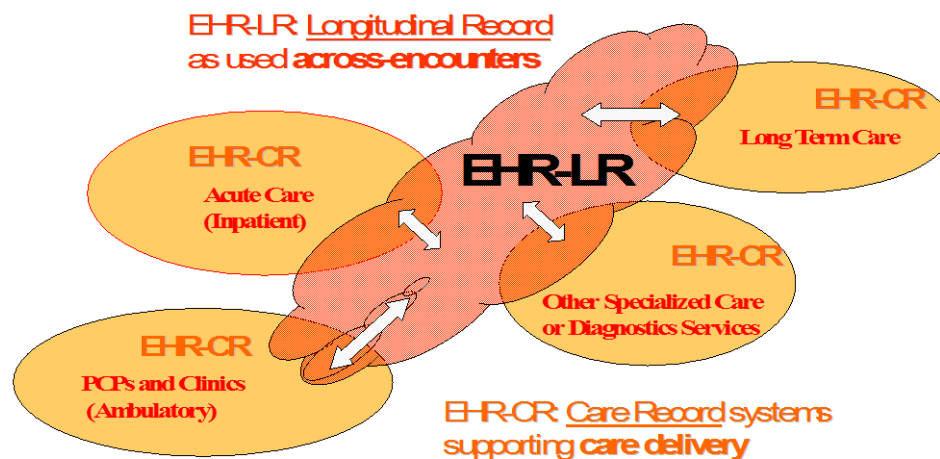 EHR-LR: Longitudinal Record
as used across-encounters
EHR-CR
Long Term Care
EHR-CR
Acute Care
(Inpatient)
EHR-LR
EHR-CR
Other Specialized Care
or Diagnostics Services
EHR-CR
PCPs and Clinics
(Ambulatory)
EHR-CR: Care Record systems
supporting care delivery